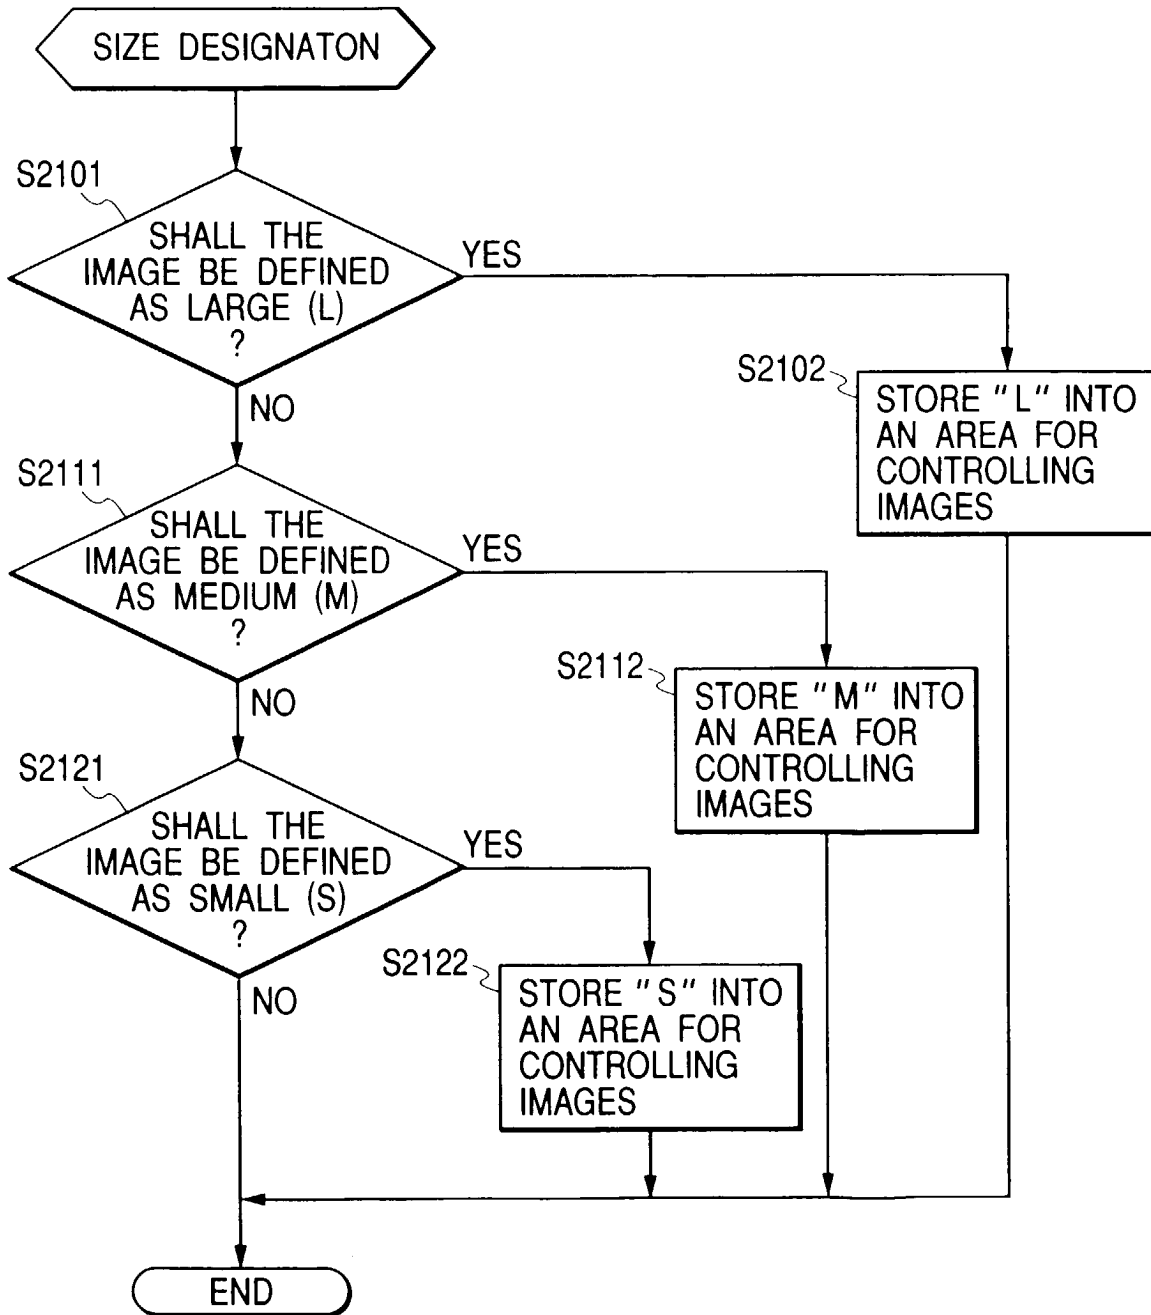 SIZE DESIGNATON
S2101
SHALL THE
IMAGE BE DEFINED
AS LARGE (L)
?
YES
NO
S2102
STORE "L" INTO
AN AREA FOR
CONTROLLING
IMAGES
S2111
SHALL THE
IMAGE BE DEFINED
AS MEDIUM (M)
?
YES
NO
S2112
STORE "M" INTO
AN AREA FOR
CONTROLLING
IMAGES
S2121
SHALL THE
IMAGE BE DEFINED
AS SMALL (S)
?
YES
NO
S2122
STORE "S" INTO
AN AREA FOR
CONTROLLING
IMAGES
END